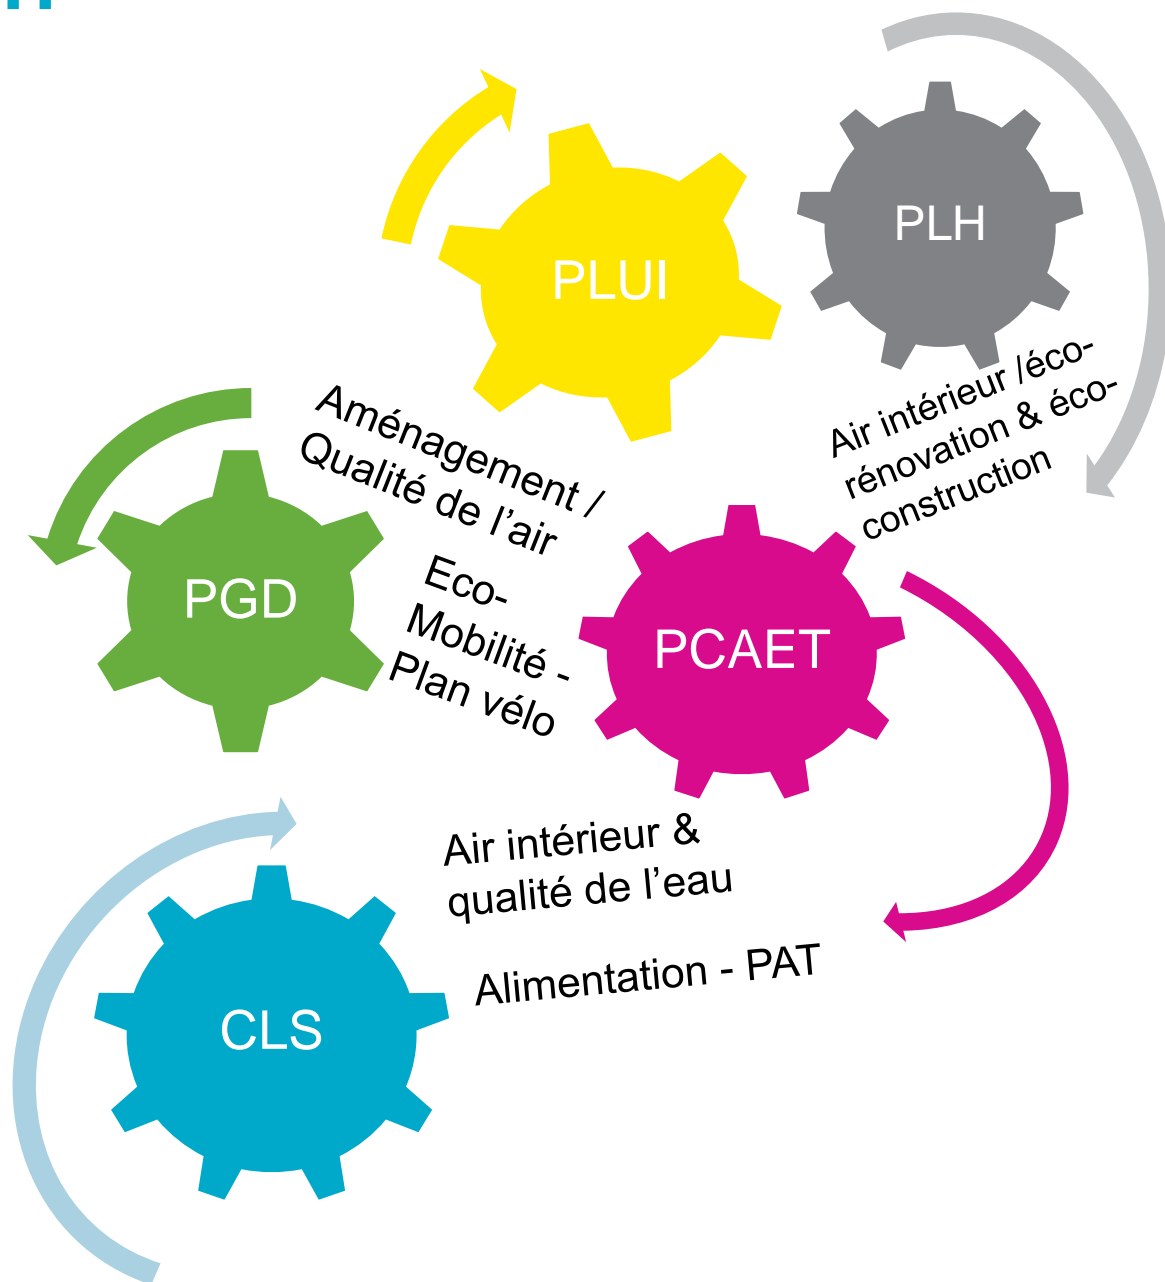 PLH
PLUI
Air intérieur /éco-
rénovation & éco-
construction
Aménagement /
Qualité de l’air
Eco-
Mobilité -
Plan vélo
PGD
PCAET
Air intérieur &
qualité de l’eau
Alimentation - PAT
CLS